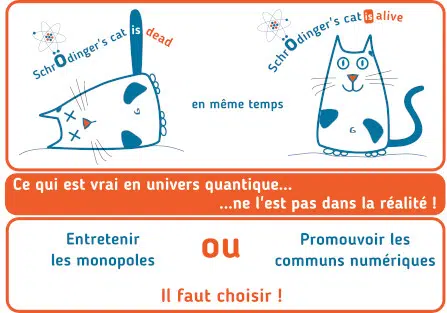 SchrÖdinger's cat is dead
SchrÖdinger's cat is alive
en même temps
Ce qui est vrai en univers quantique...
...ne l'est pas dans la réalité !
Entretenir
les monopoles
ou
Promouvoir les
communs numériques
Il faut choisir !